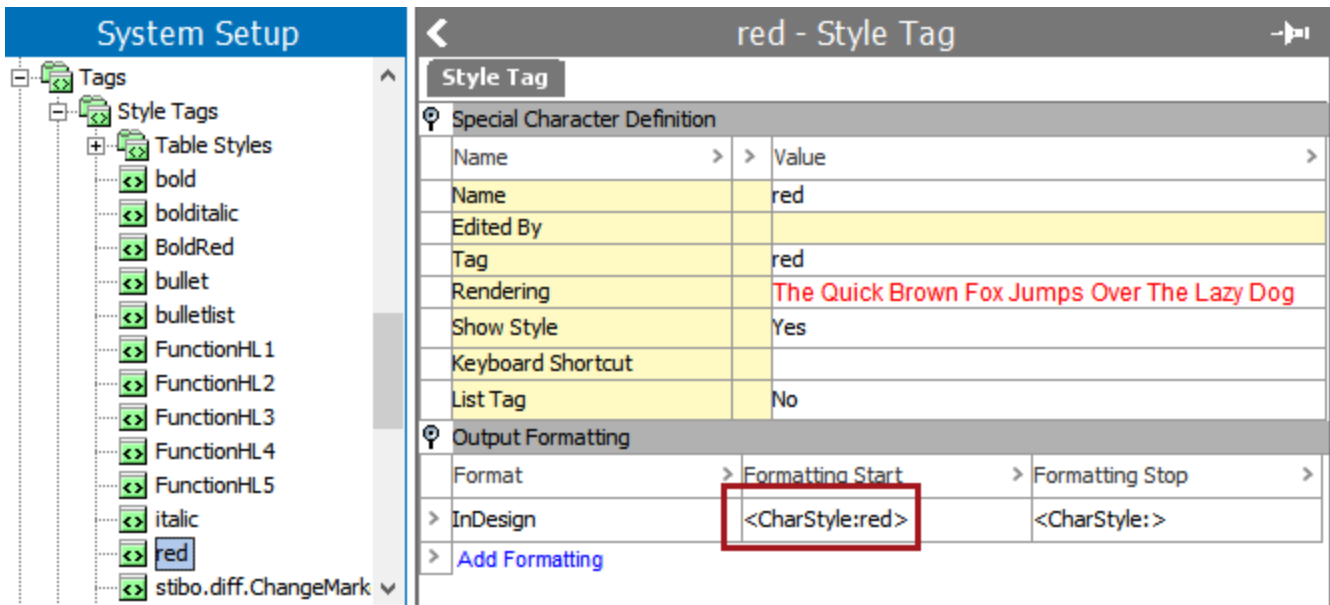 System Setup
Tags
Style Tags
Table Styles
bold
bolditalic
BoldRed
bullet
bulletlist
FunctionHL1
FunctionHL2
FunctionHL3
FunctionHL4
FunctionHL5
italic
red
stibo.diff.ChangeMark
red - Style Tag
Style Tag
Special Character Definition
Name > > Value >
Name red
Edited By
Tag red
Rendering The Quick Brown Fox Jumps Over The Lazy Dog
Show Style Yes
Keyboard Shortcut
List Tag No
Output Formatting
Format > Formatting Start > Formatting Stop >
> InDesign <CharStyle:red> <CharStyle:>
> Add Formatting